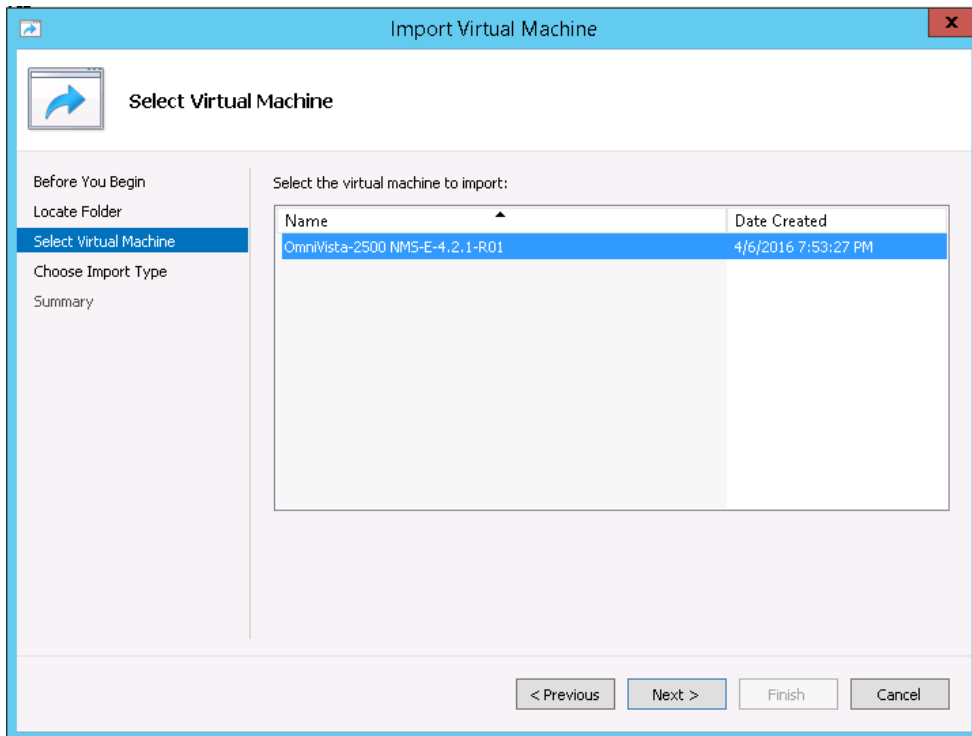 Import Virtual Machine
x
Select Virtual Machine
Before You Begin
Locate Folder
Select Virtual Machine
Choose Import Type
Summary
Select the virtual machine to import:
Name Date Created
OmniVista-2500 NMS-E-4.2.1-R01 4/6/2016 7:53:27 PM
< Previous Next > Finish Cancel